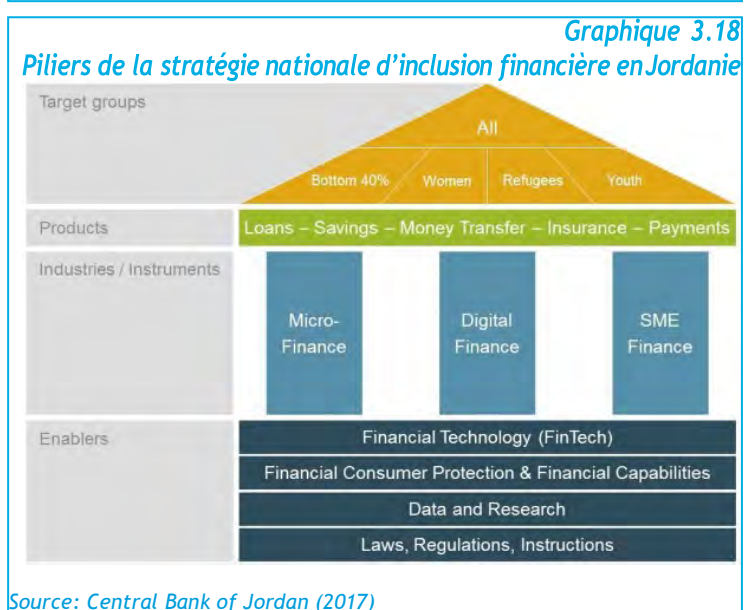 Graphique 3.18
Piliers de la stratégie nationale d’inclusion financière en Jordanie
Target groups
All
Bottom 40%
Women
Refugees
Youth
Products
Loans – Savings – Money Transfer – Insurance – Payments
Industries / Instruments
Micro-
Finance
Digital
Finance
SME
Finance
Enablers
Financial Technology (FinTech)
Financial Consumer Protection & Financial Capabilities
Data and Research
Laws, Regulations, Instructions
Source: Central Bank of Jordan (2017)